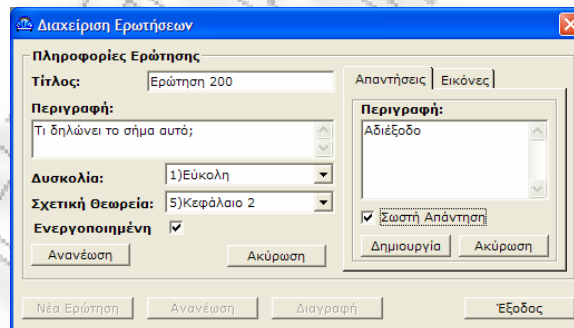 Διαχείριση Ερωτήσεων
Πληροφορίες Ερώτησης
Τίτλος: Ερώτηση 200
Περιγραφή:
Τι δηλώνει το σήμα αυτό;
Δυσκολία: 1)Εύκολη
Σχετική Θεωρεία: 5)Κεφάλαιο 2
Ενεργοποιημένη
Ανανέωση Ακύρωση
Απαντήσεις Εικόνες
Περιγραφή:
Αδιέξοδο
Σωστή Απάντηση
Δημιουργία Ακύρωση
Νέα Ερώτηση Ανανέωση Διαγραφή Έξοδος